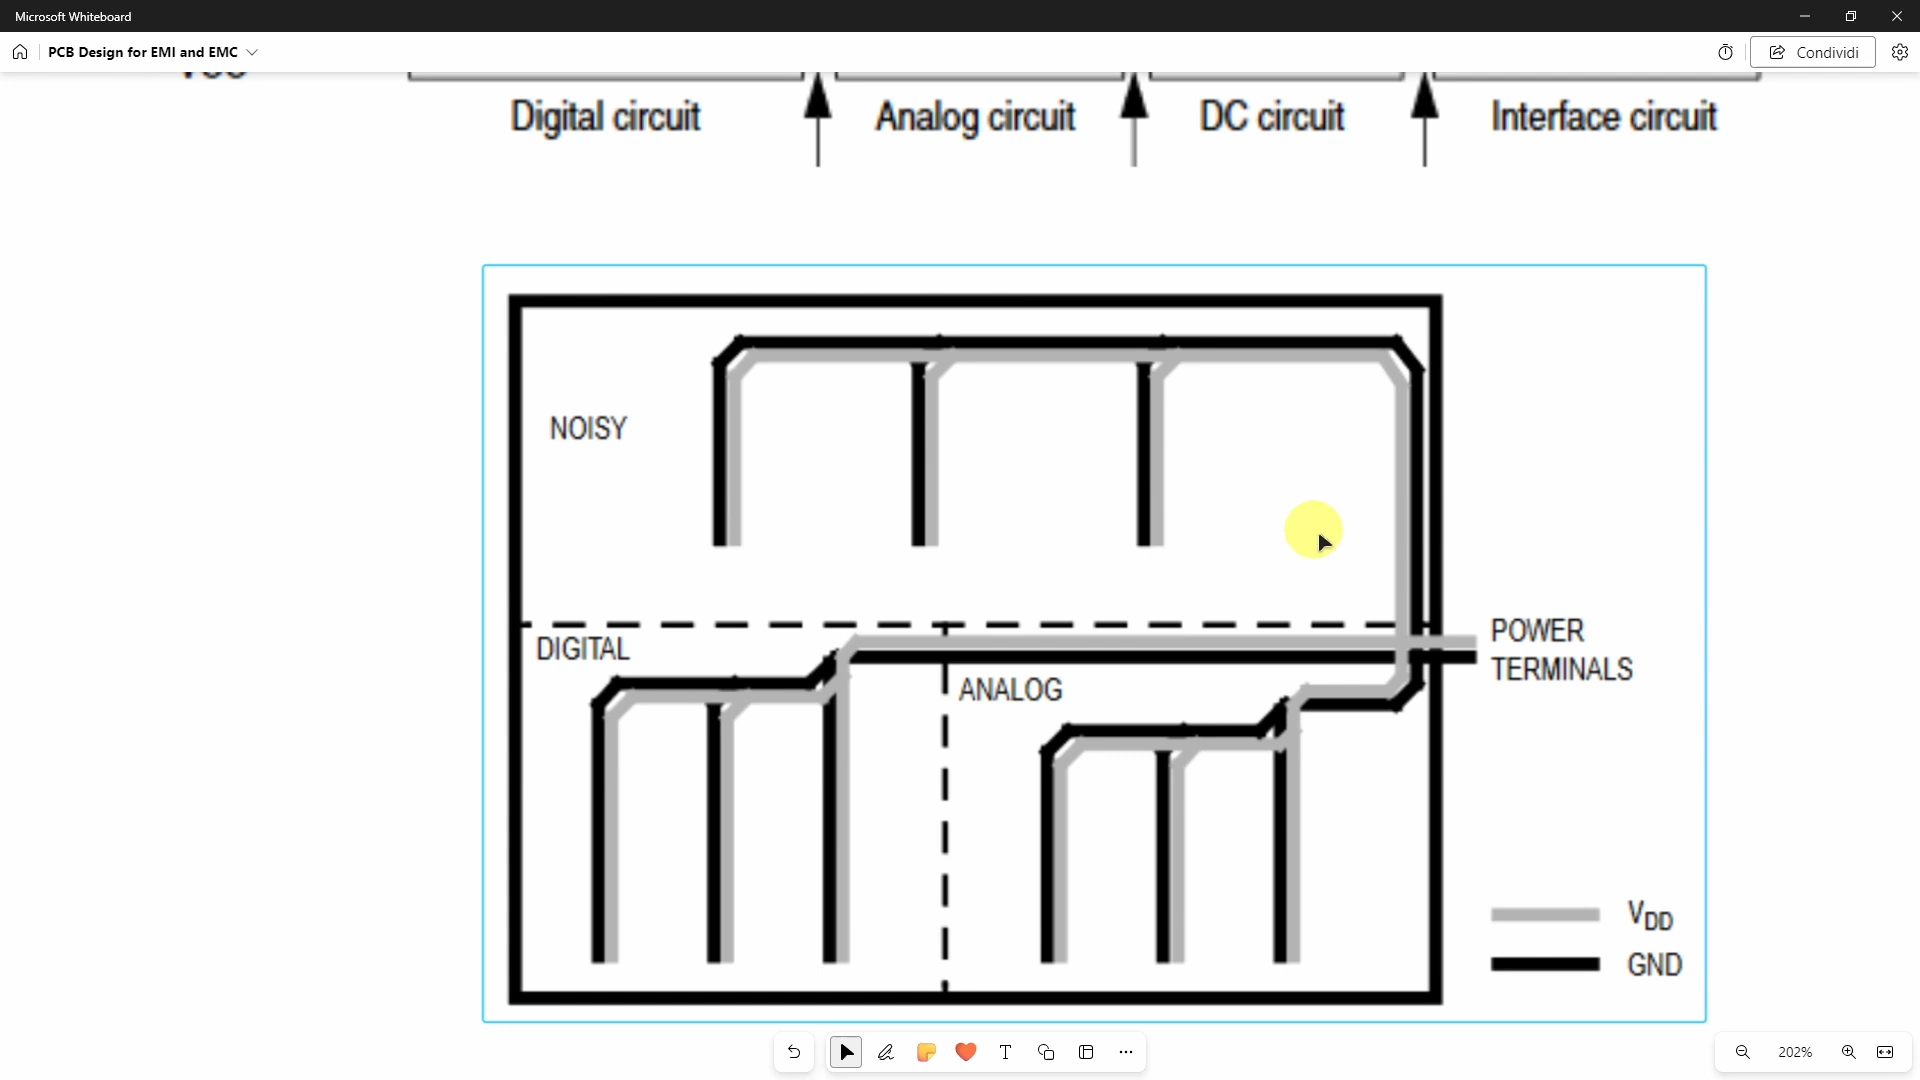 Microsoft Whiteboard
PCB Design for EMI and EMC
Condividi
Digital circuit
Analog circuit
DC circuit
Interface circuit
NOISY
DIGITAL
ANALOG
POWER
TERMINALS
VDD
GND
202%